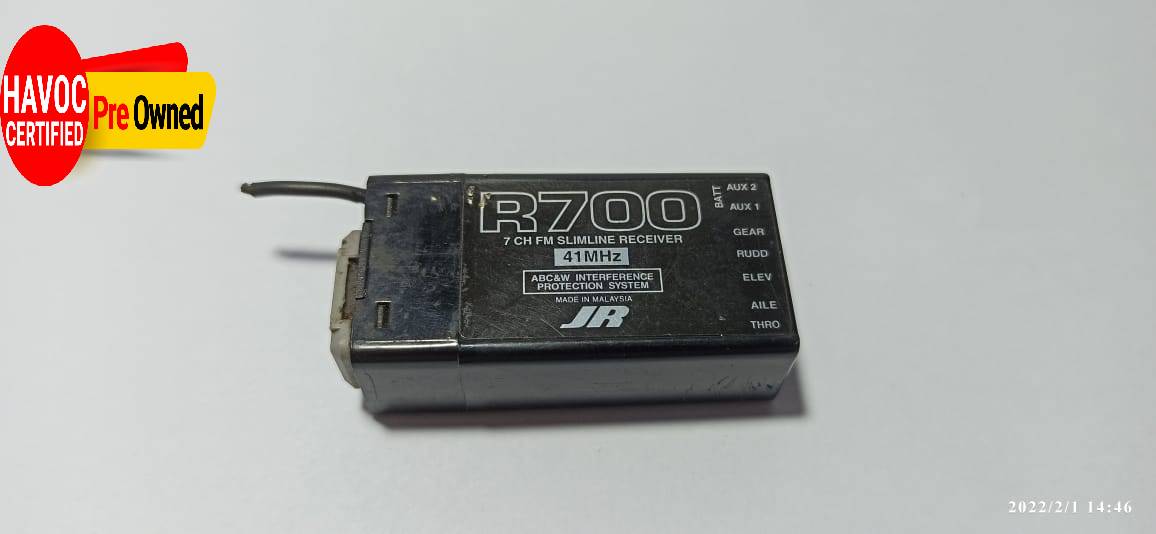 HAVOC
CERTIFIED
Pre Owned
R700
7 CH FM SLIMLINE RECEIVER
41MHz
ABC&W INTERFERENCE
PROTECTION SYSTEM
MADE IN MALAYSIA
JR
BATT
AUX 2
AUX 1
GEAR
RUDD
ELEV
AILE
THRO
2022/2/1 14:46